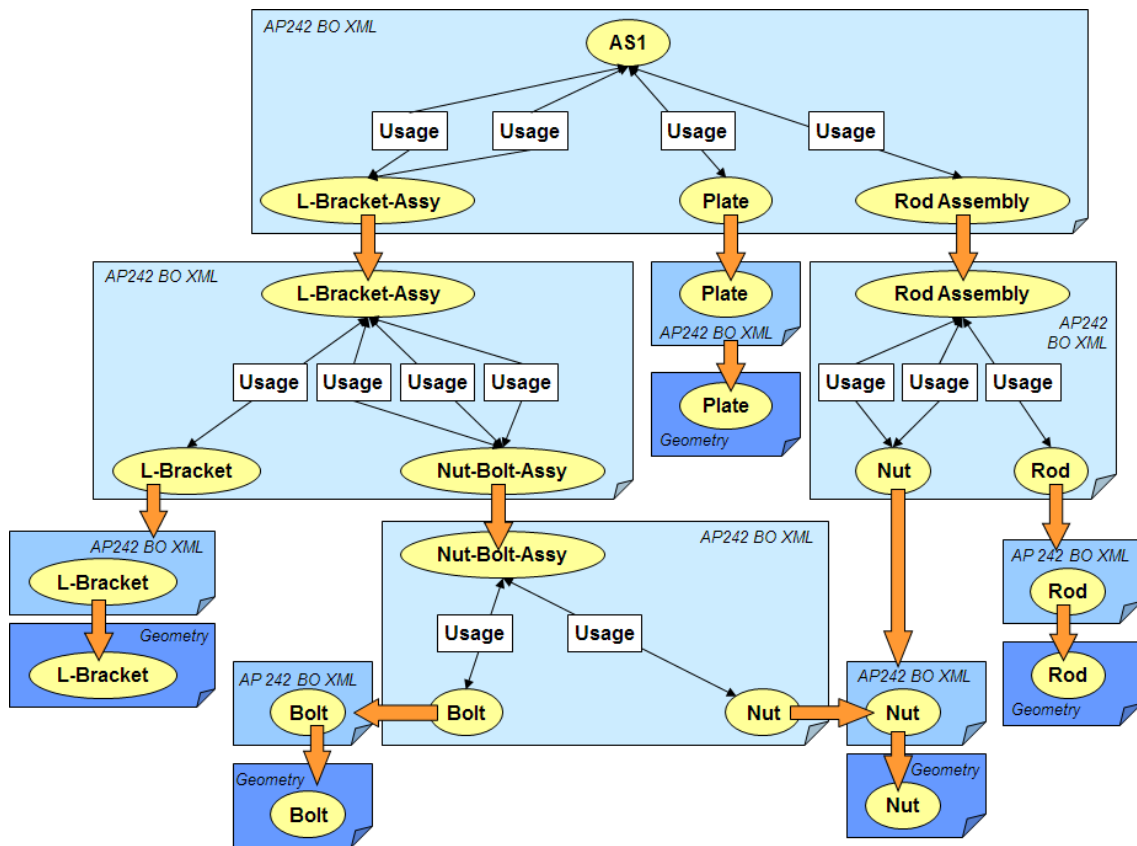 AP242 BO XML
AS1
Usage
Usage
Usage
Usage
L-Bracket-Assy
Plate
Rod Assembly
AP242 BO XML
L-Bracket-Assy
Usage
Usage
Usage
Usage
L-Bracket
Nut-Bolt-Assy
Plate
AP242 BO XML
Plate
Geometry
Rod Assembly
AP242
BO XML
Usage
Usage
Usage
Nut
Rod
AP242 BO XML
L-Bracket
Geometry
L-Bracket
AP242 BO XML
Nut-Bolt-Assy
Usage
Usage
Bolt
Nut
AP 242 BO XML
Bolt
Geometry
Bolt
AP242 BO XML
Nut
Geometry
Nut
AP 242 BO XML
Rod
Rod
Geometry